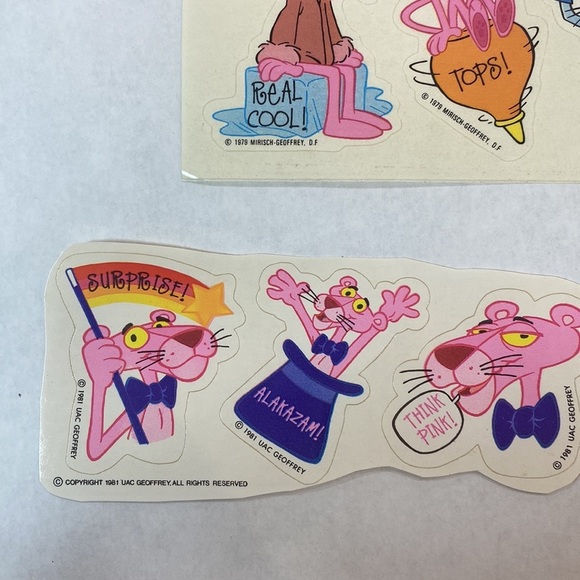 REAL
COOL!
© 1979 MIRISCH-GEOFFREY, D.F
TOPS!
© 1979 MIRISCH-GEOFFREY, D.F
SURPRISE!
© 1981 UAC GEOFFREY
ALAKAZAM!
© 1981 UAC GEOFFREY
THINK
PINK!
© 1981 UAC GEOFFREY
© COPYRIGHT 1981 UAC GEOFFREY, ALL RIGHTS RESERVED